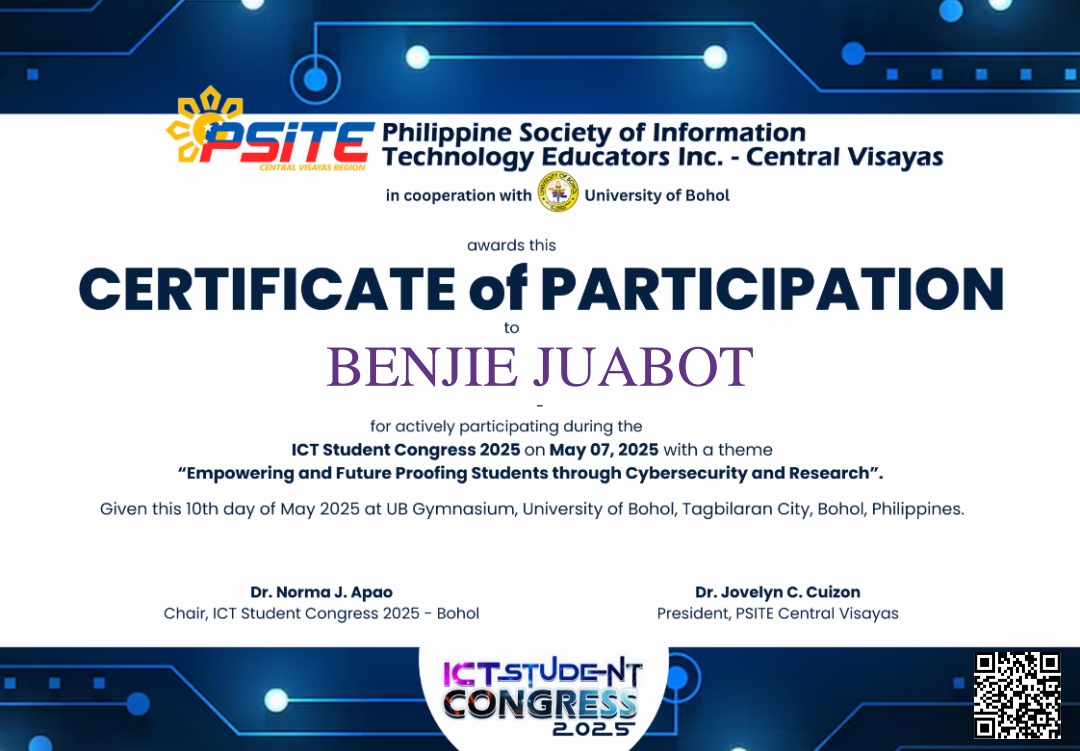 PSITE
CENTRAL VISAYAS REGION
Philippine Society of Information
Technology Educators Inc. - Central Visayas
in cooperation with University of Bohol
awards this
CERTIFICATE of PARTICIPATION
to
BENJIE JUABOT
-
for actively participating during the
ICT Student Congress 2025 on May 07, 2025 with a theme
“Empowering and Future Proofing Students through Cybersecurity and Research”.
Given this 10th day of May 2025 at UB Gymnasium, University of Bohol, Tagbilaran City, Bohol, Philippines.
Dr. Norma J. Apao
Chair, ICT Student Congress 2025 - Bohol
Dr. Jovelyn C. Cuizon
President, PSITE Central Visayas
ICT STUDENT
CONGRESS
2025